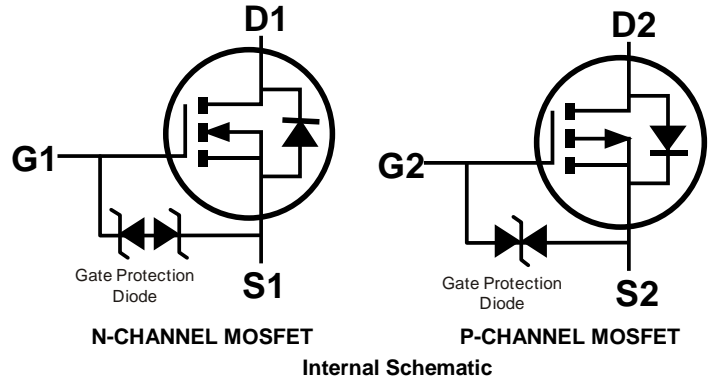 D1
D2
G1
G2
Gate Protection
Diode
S1
Gate Protection
Diode
S2
N-CHANNEL MOSFET
P-CHANNEL MOSFET
Internal Schematic